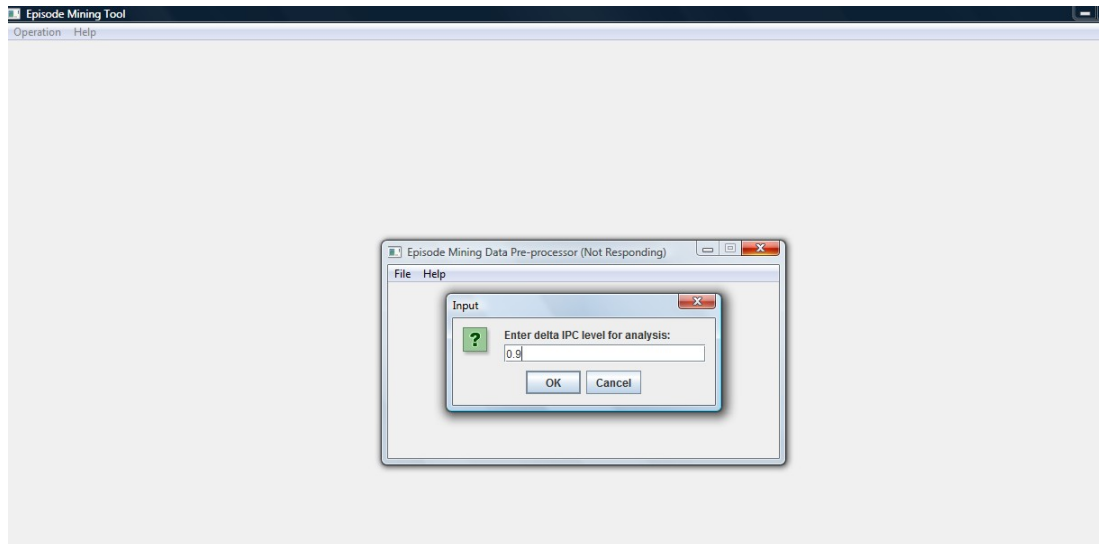 Episode Mining Tool
Operation Help
Episode Mining Data Pre-processor (Not Responding)
File Help
Input
?
Enter delta IPC level for analysis:
0.9
OK Cancel